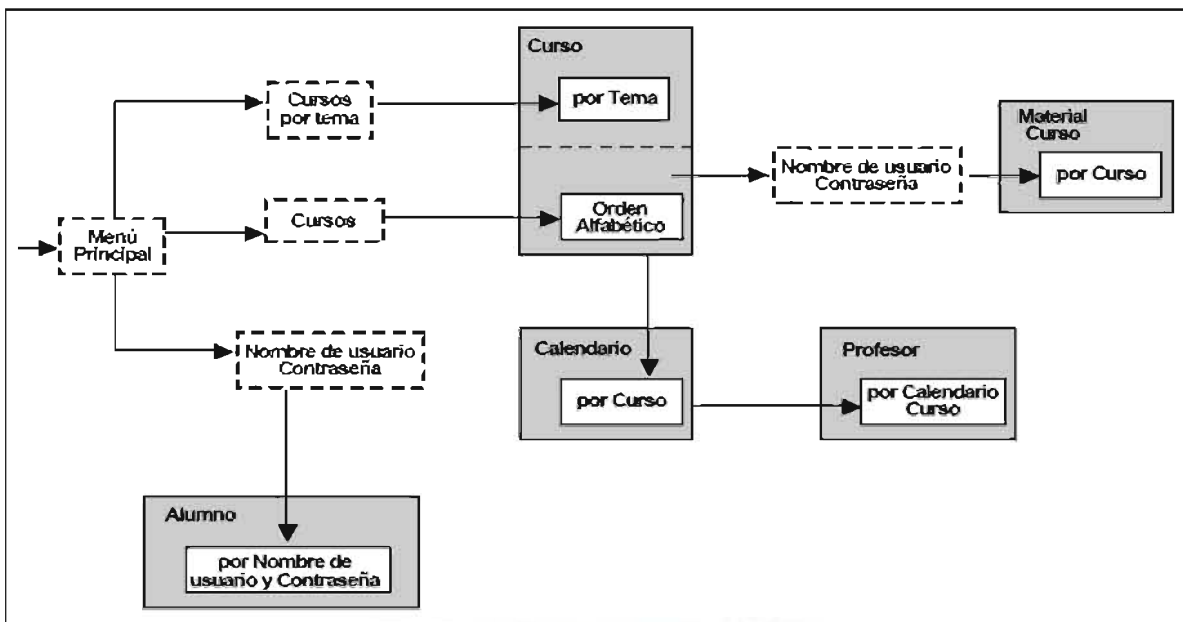 Curso
Cursos
por tema
por Tema
Material
Curso
Nombre de usuario
Contraseña
por Curso
Cursos
Orden
Alfabético
Menú
Principal
Nombre de usuario
Contraseña
Calendario
por Curso
Profesor
por Calendario
Curso
Alumno
por Nombre de
usuario y Contraseña